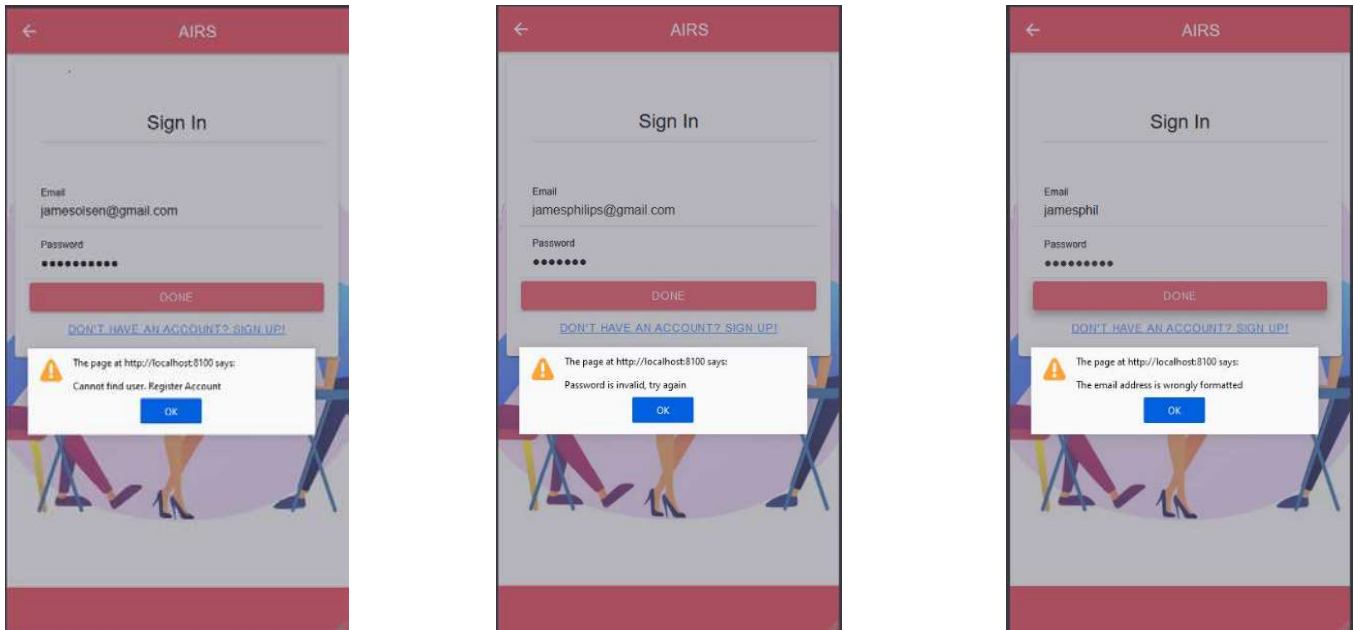 AIRS
Sign In
Email
jamesolsen@gmail.com
Password
DONE
DON'T HAVE AN ACCOUNT? SIGN UP!
The page at http://localhost:8100 says:
Cannot find user. Register Account
OK
AIRS
Sign In
Email
jamesphilips@gmail.com
Password
DONE
DON'T HAVE AN ACCOUNT? SIGN UP!
The page at http://localhost:8100 says:
Password is invalid, try again
OK
AIRS
Sign In
Email
jamesphil
Password
DONE
DON'T HAVE AN ACCOUNT? SIGN UP!
The page at http://localhost:8100 says:
The email address is wrongly formatted
OK